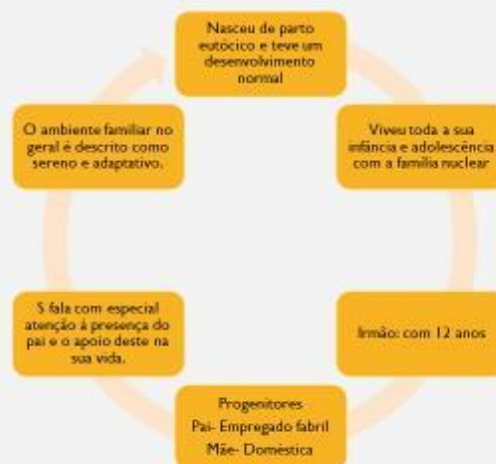 Nasceu de parto
eutócico e teve um
desenvolvimento
normal
Viveu toda a sua
infância e adolescência
com a família nuclear
Irmão: com 12 anos
Progenitores
Pai- Empregado fabril
Mãe- Doméstica
S fala com especial
atenção á presença do
pai e o apoio deste na
sua vida.
O ambiente familiar no
geral é descrito como
sereno e adaptativo.